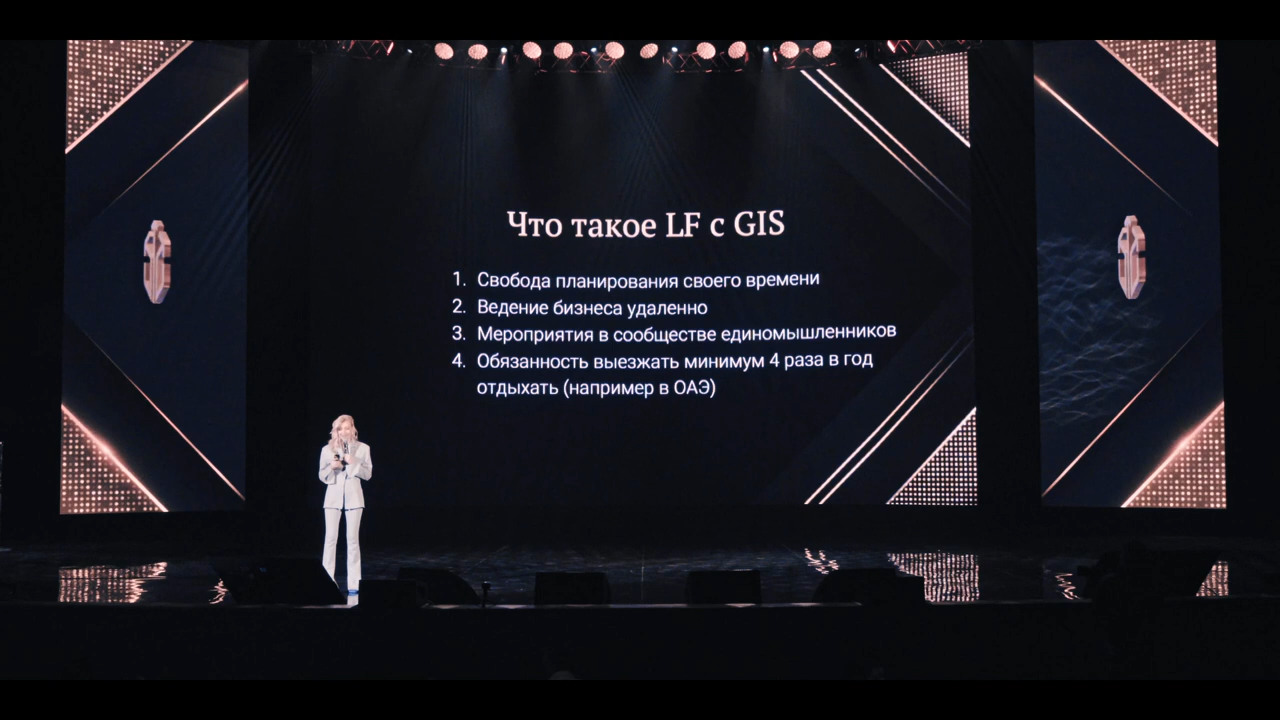 Что такое LF с GIS
1. Свобода планирования своего времени
2. Ведение бизнеса удаленно
3. Мероприятия в сообществе единомышленников
4. Обязанность выезжать минимум 4 раза в год
отдыхать (например в ОАЭ)